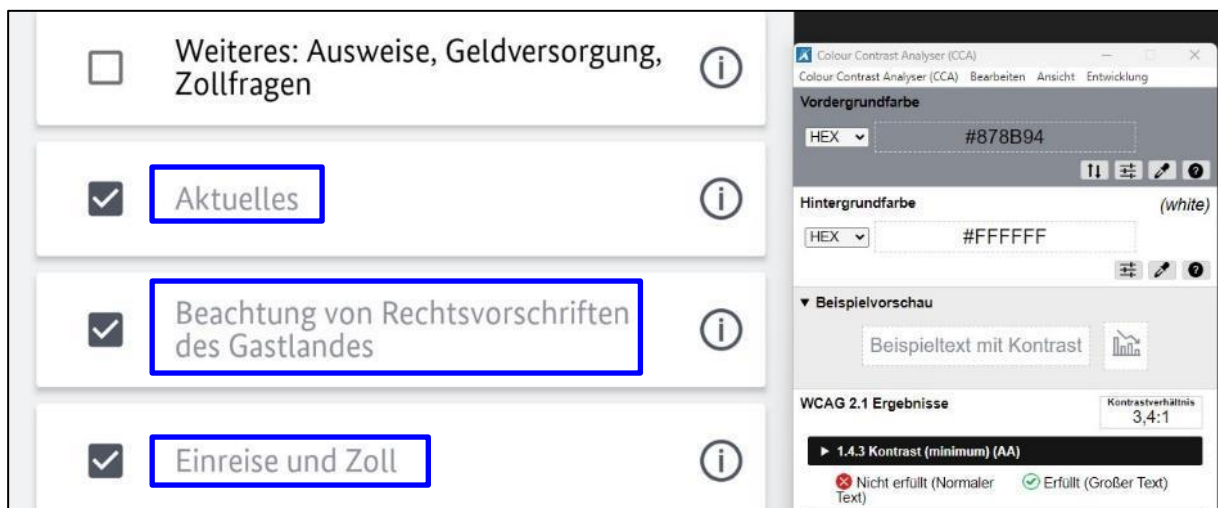 Weiteres: Ausweise, Geldversorgung,
Zollfragen
Aktuelles
Beachtung von Rechtsvorschriften
des Gastlandes
Einreise und Zoll
Colour Contrast Analyser (CCA)
Colour Contrast Analyser (CCA) Bearbeiten Ansicht Entwicklung
Vordergrundfarbe
HEX #878B94
Hintergrundfarbe (white)
HEX #FFFFFF
▼ Beispielvorschau
Beispieltext mit Kontrast
WCAG 2.1 Ergebnisse
Kontrastverhältnis
3,4:1
▶ 1.4.3 Kontrast (minimum) (AA)
Nicht erfüllt (Normaler
Text)
Erfüllt (Großer Text)